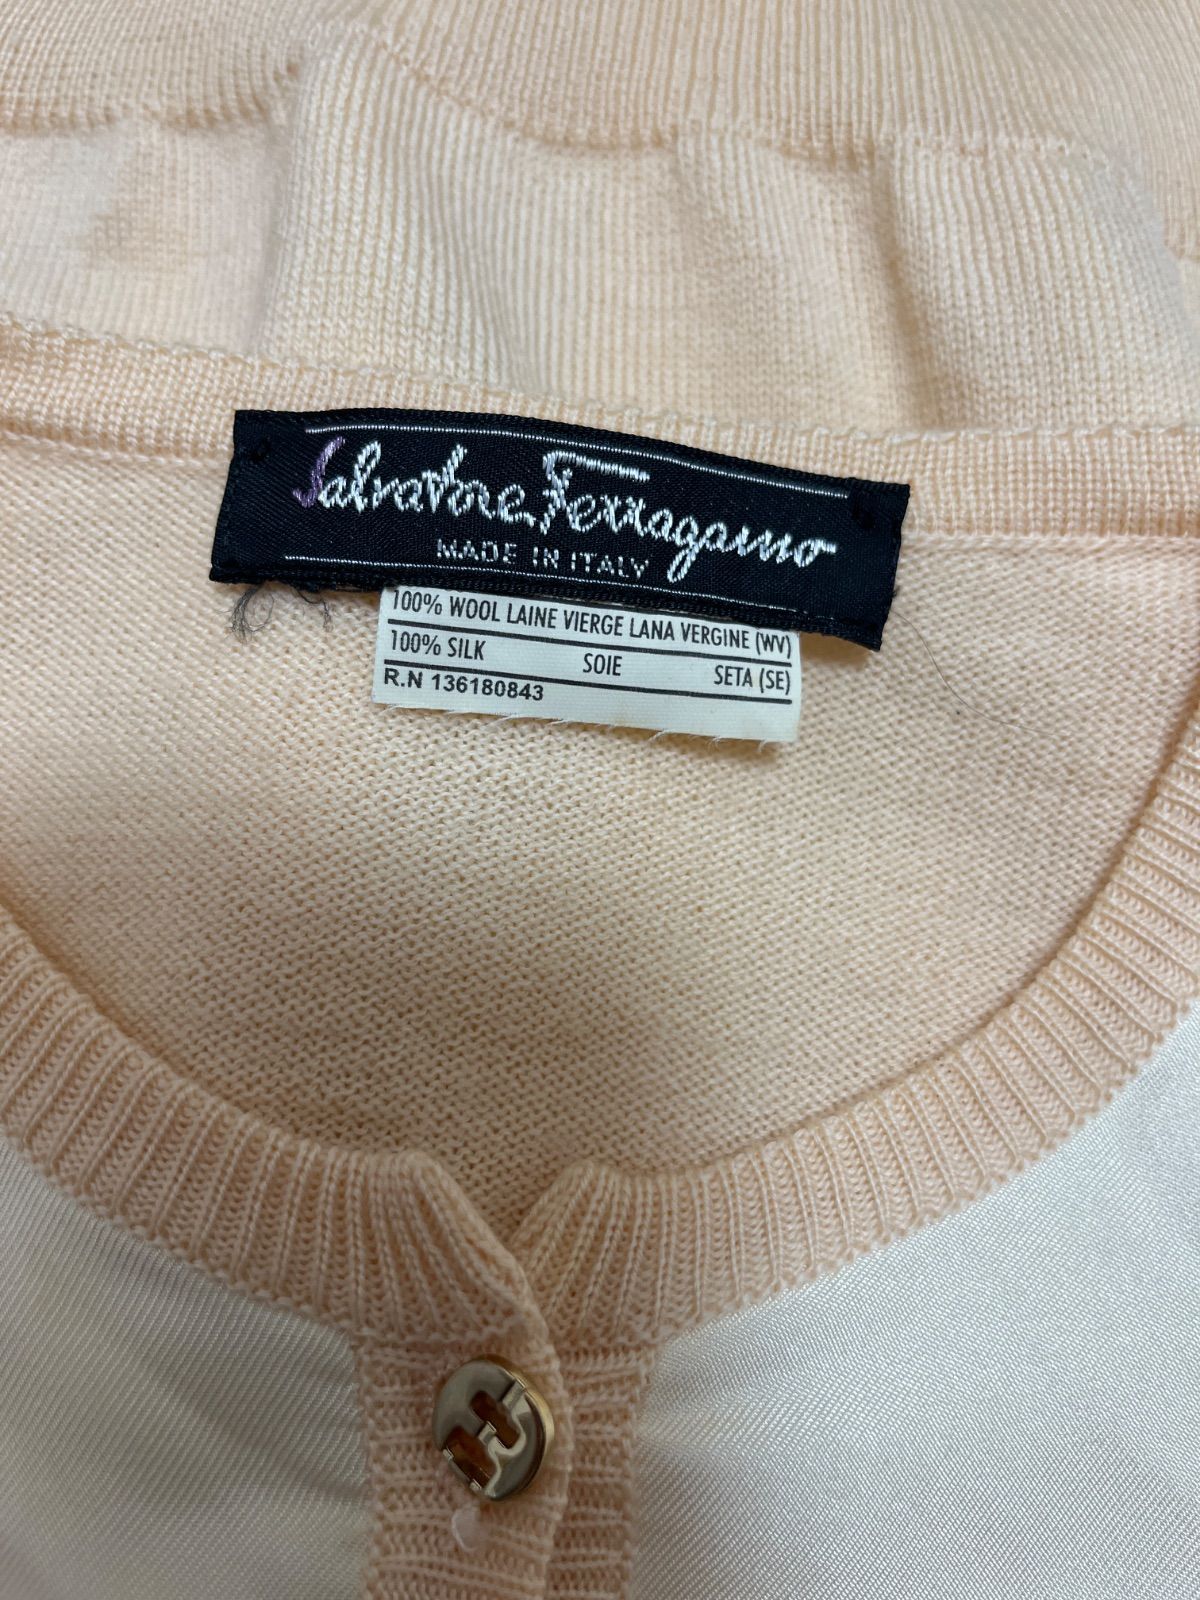 Salvatore Ferragamo
MADE IN ITALY
100% WOOL LAINE VIERGE LANA VERGINE (WV)
100% SILK SOIE SETA (SE)
R.N 136180843